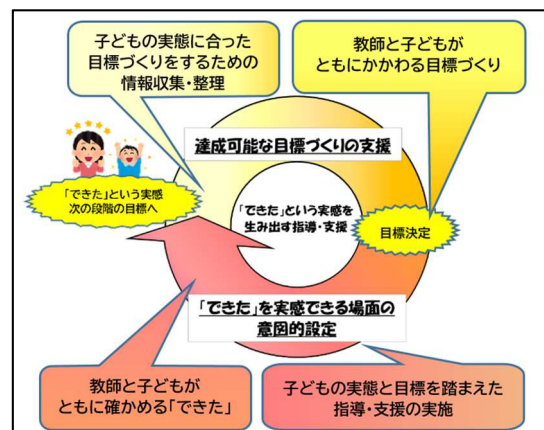 子どもの実態に合った
目標づくりをするための
情報収集・整理
教師と子どもが
ともにかかわる目標づくり
達成可能な目標づくりの支援
「できた」という実感
次の段階の目標へ
「できた」という実感を
生み出す指導・支援
目標決定
「できた」を実感できる場面の
意図的設定
教師と子どもが
ともに確かめる「できた」
子どもの実態と目標を踏まえた
指導・支援の実施